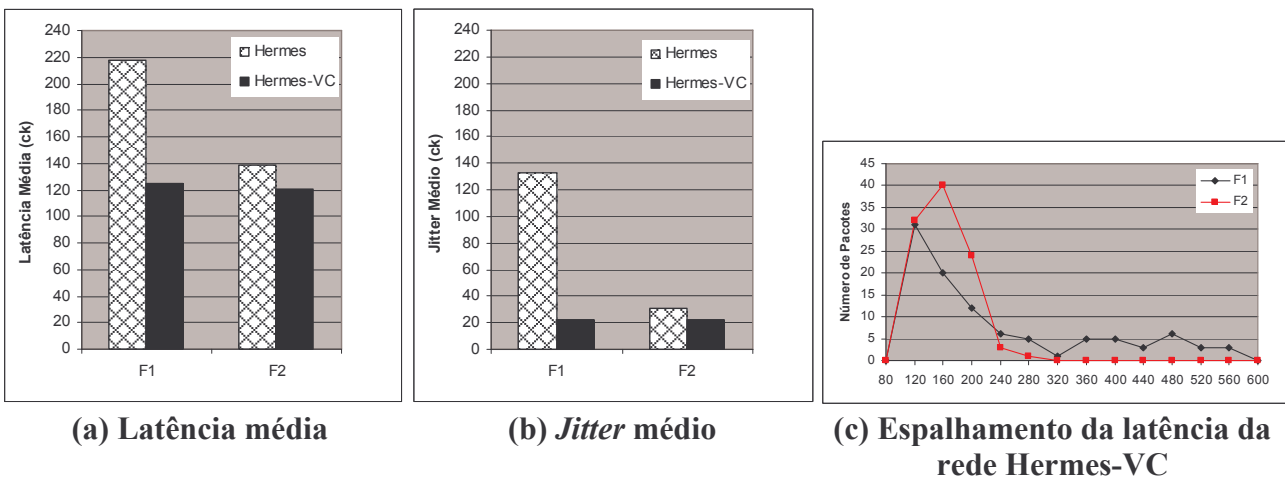 240
220
200
180
160
140
120
100
80
60
40
20
0
Latência Média (ck)
Hermes
Hermes-VC
F1
F2
(a) Latência média
240
220
200
180
160
140
120
100
80
60
40
20
0
Jitter Médio (ck)
Hermes
Hermes-VC
F1
F2
(b) Jitter médio
45
40
35
30
25
20
15
10
5
0
Número de Pacotes
F1
F2
80 120 160 200 240 280 320 360 400 440 480 520 560 600
(c) Espalhamento da latência da
rede Hermes-VC